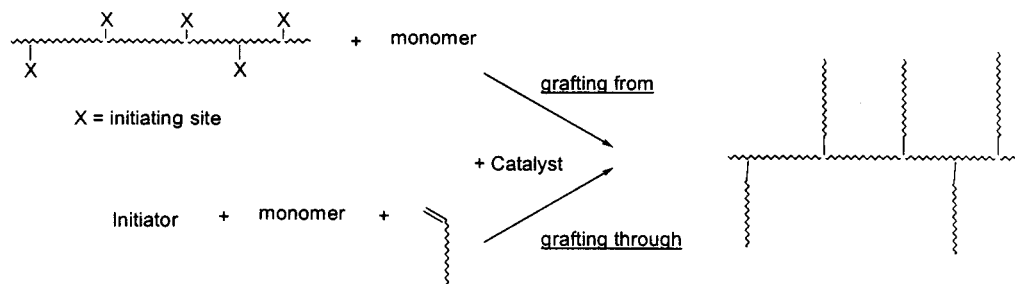 X X X
+ monomer
X X
grafting from
X = initiating site
+ Catalyst
Initiator + monomer +
grafting through